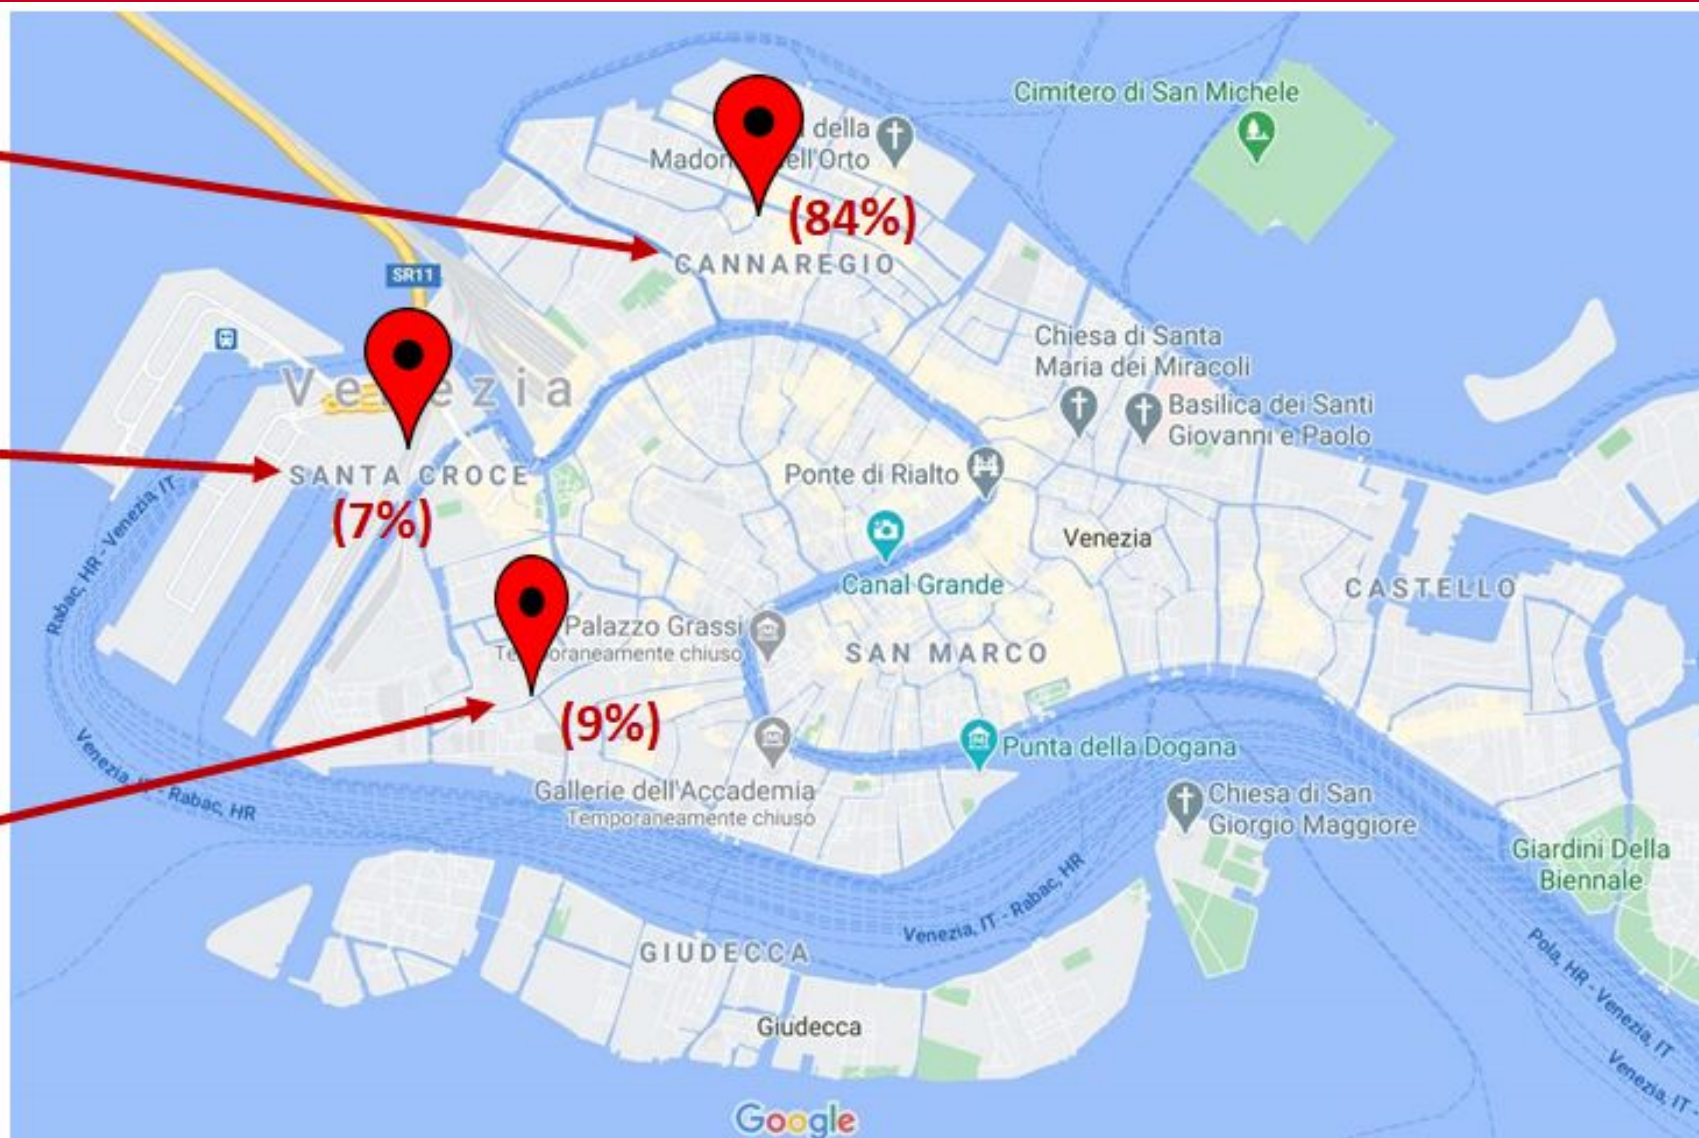 Cimitero di San Michele
della
Madon ell'Orto
(84%)
CANNAREGIO
SR11
Chiesa di Santa
Maria dei Miracoli
Ve ezia
Basilica dei Santi
Giovanni e Paolo
SANTA CROCE
Ponte di Rialto
(7%)
Rabac, HR - Venezia IT
Venezia
Canal Grande
CASTELLO
Palazzo Grassi
Te oraneamente chiuso
SAN MARCO
(9%)
Punta della Dogana
Venezia, IT - Rabac, HR
Gallerie dell'Accademia
Temporaneamente chiuso
Chiesa di San
Giorgio Maggiore
Giardini Della
Biennale
Venezia, IT - Rabac, HR
GIUDECCA
Pola, HR - Venezia, IT
Giudecca
Venezia, IT -
Google